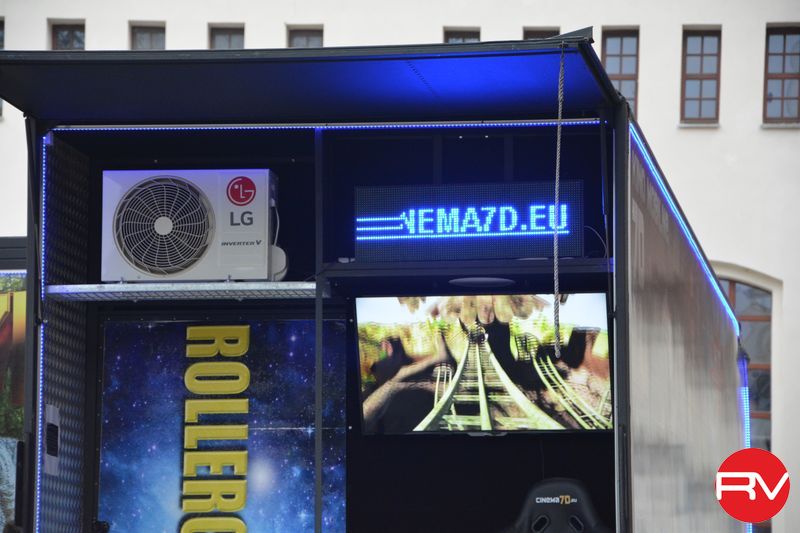 LG
INVERTER V
NEMA7D.EU
ROLLERC
CINEMA7D.EU
RV